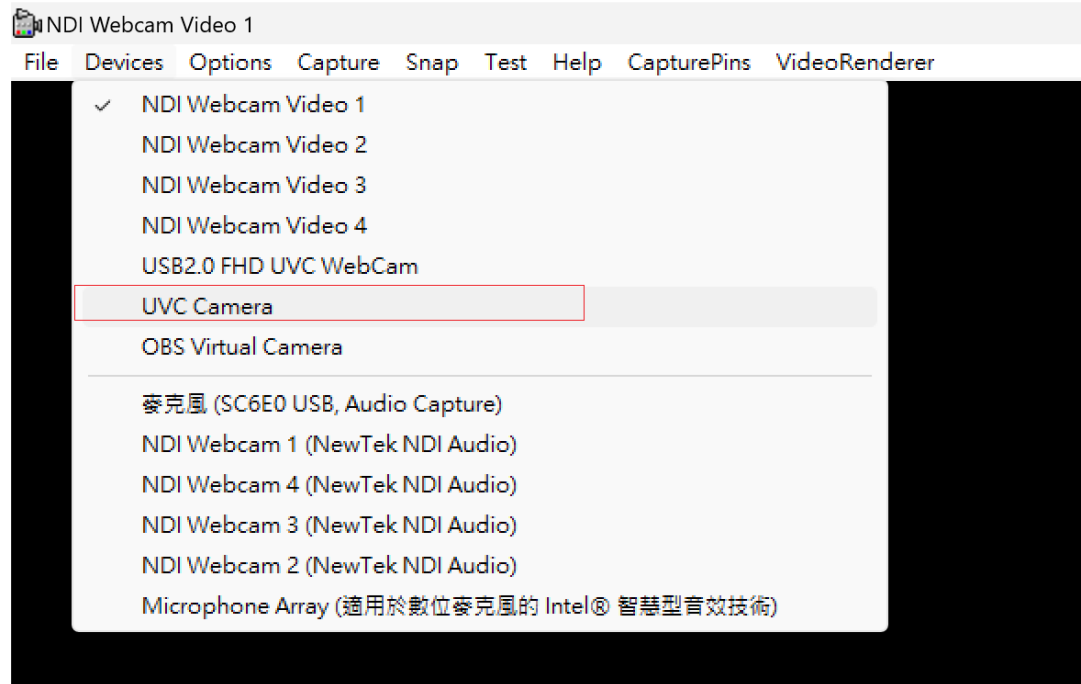 NDI Webcam Video 1
File Devices Options Capture Snap Test Help CapturePins VideoRenderer
NDI Webcam Video 1
NDI Webcam Video 2
NDI Webcam Video 3
NDI Webcam Video 4
USB2.0 FHD UVC WebCam
UVC Camera
OBS Virtual Camera
麥克風 (SC6E0 USB, Audio Capture)
NDI Webcam 1 (NewTek NDI Audio)
NDI Webcam 4 (NewTek NDI Audio)
NDI Webcam 3 (NewTek NDI Audio)
NDI Webcam 2 (NewTek NDI Audio)
Microphone Array (適用於數位麥克風的 Intel® 智慧型音效技術)